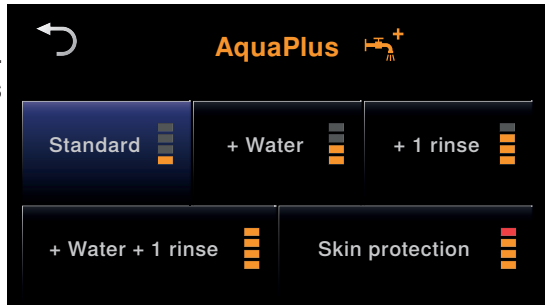 AquaPlus
Standard
+ Water
+ 1 rinse
+ Water + 1 rinse
Skin protection